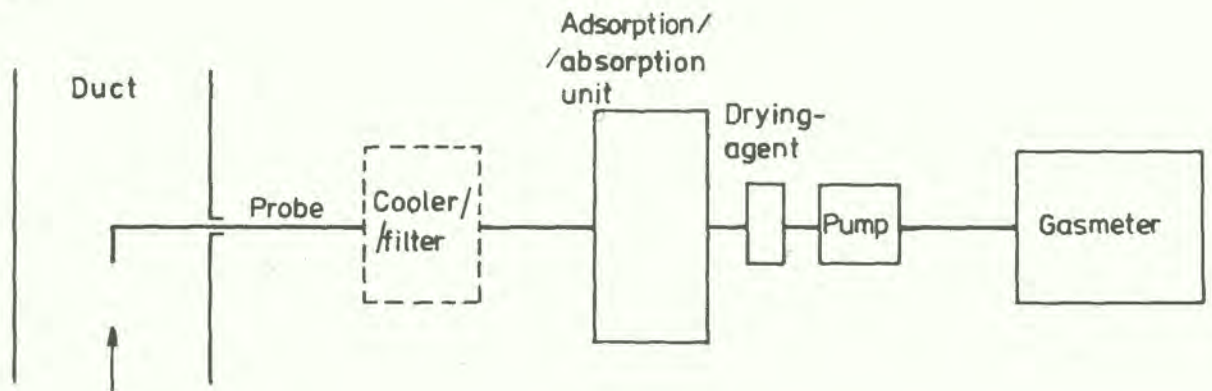 Adsorption/
/absorption
unit
Duct
Drying-
agent
Probe
Cooler/
/filter
Pump
Gasmeter